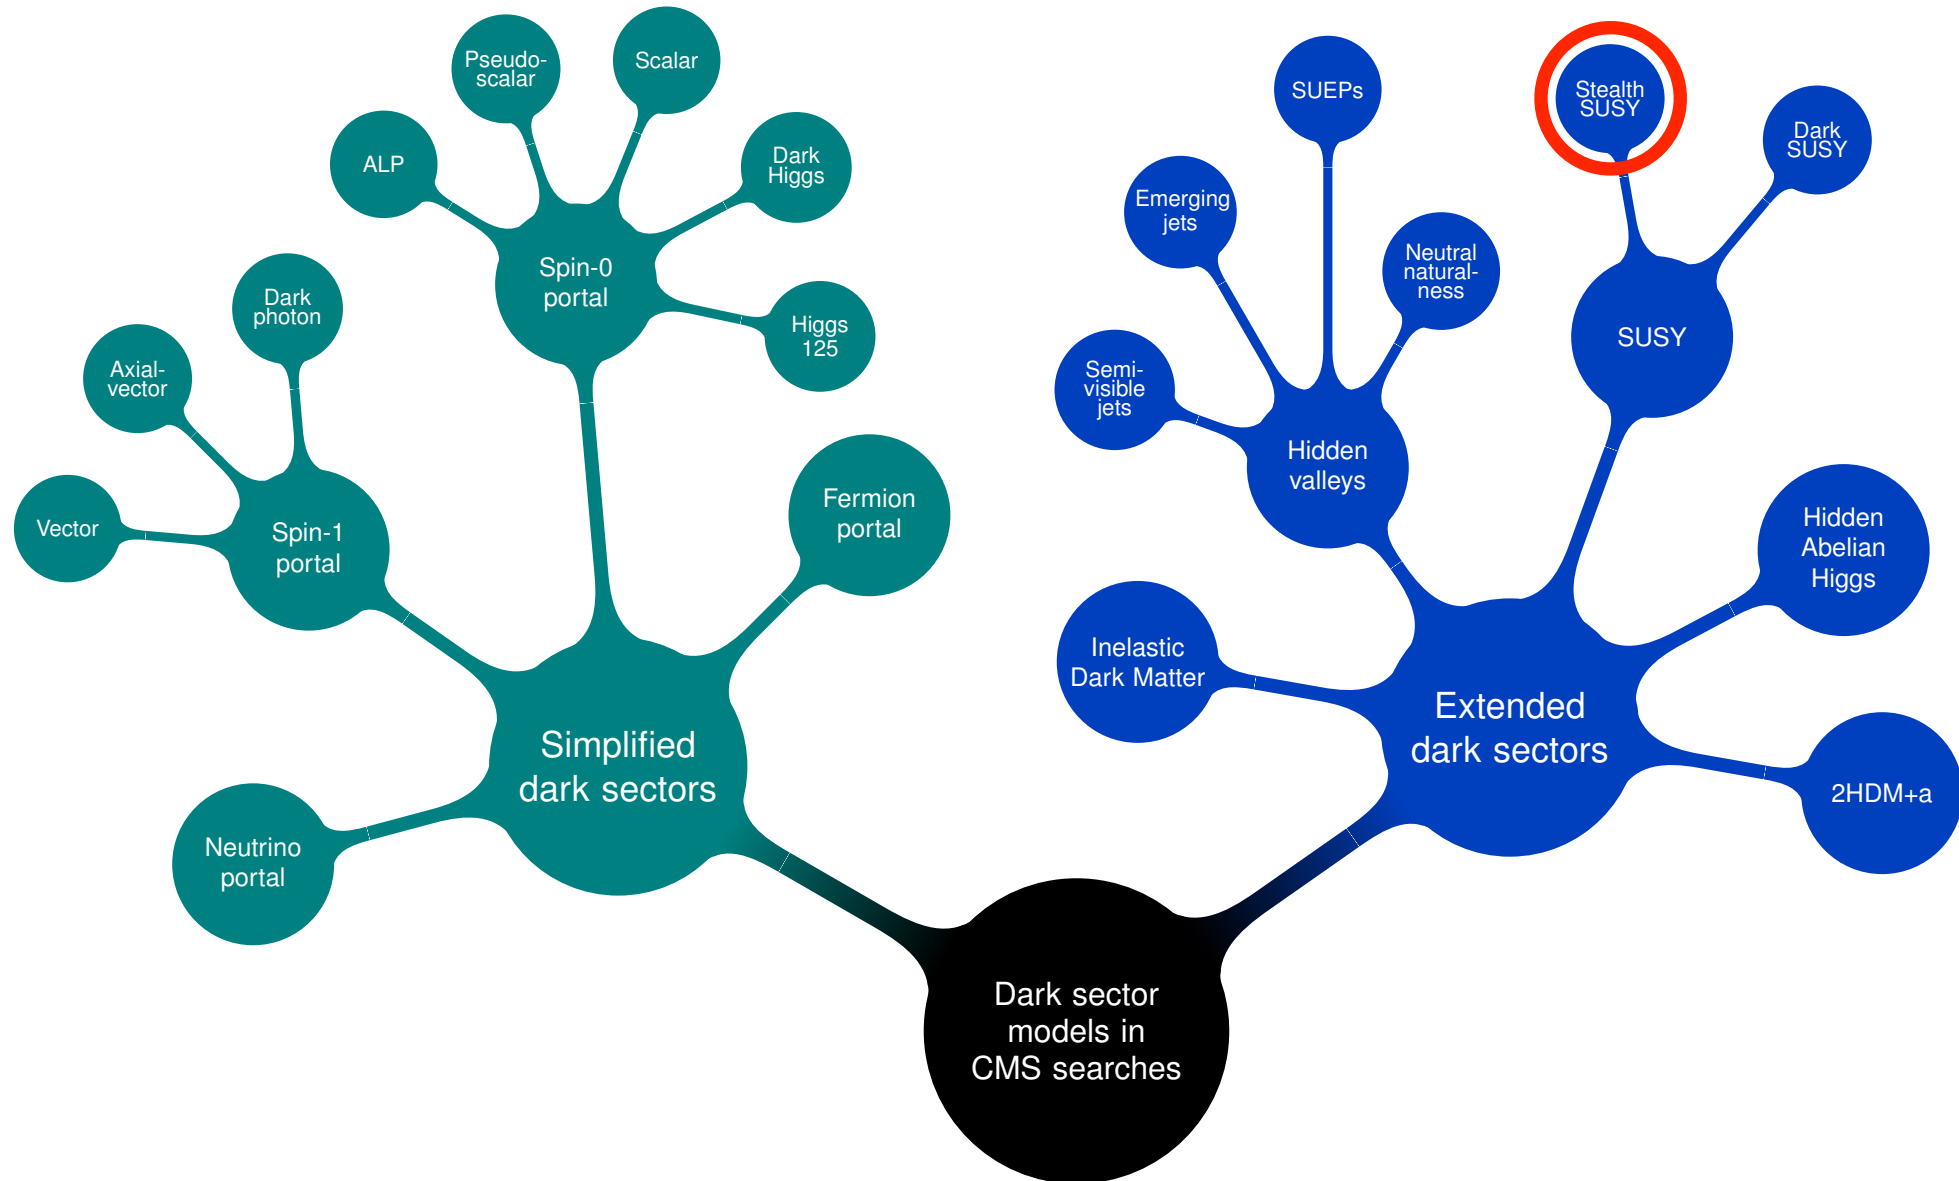 Pseudo-
scalar
Scalar
ALP
Dark
Higgs
Spin-0
portal
Higgs
125
Dark
photon
Axial-
vector
Vector
Spin-1
portal
Fermion
portal
Simplified
dark sectors
Neutrino
portal
SUEPs
Stealth
SUSY
Dark
SUSY
Emerging
jets
Neutral
natural-
ness
SUSY
Semi-
visible
jets
Hidden
valleys
Hidden
Abelian
Higgs
Inelastic
Dark Matter
Extended
dark sectors
2HDM+a
Dark sector
models in
CMS searches